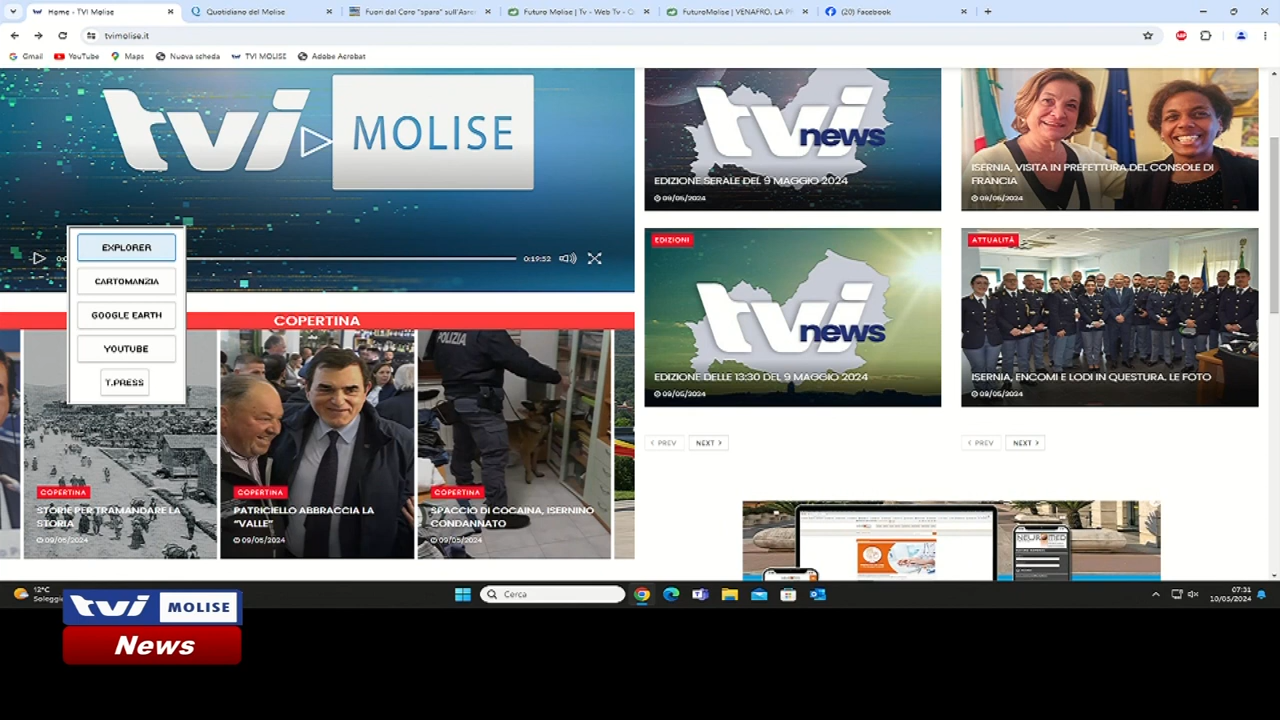 Home - TVI Molise
Quotidiano del Molise
Fuori dal Coro "spara" sull'Asre
Futuro Molise | Tv - Web Tv - C
FuturoMolise | VENAFRO, LA P
(20) Facebook
tvimolise.it
Gmail
YouTube
Maps
Nuova scheda
TVI MOLISE
Adobe Acrobat
tvi MOLISE
EXPLORER
CARTOMANZIA
GOOGLE EARTH
YOUTUBE
T.PRESS
0:19:52
COPERTINA
COPERTINA
STORIE PER TRAMANDARE LA
STORIA
09/05/2024
COPERTINA
PATRICIELLO ABBRACCIA LA
"VALLE"
09/05/2024
COPERTINA
SPACCIO DI COCAINA, ISERNINO
CONDANNATO
09/05/2024
POLIZIA
tvi news
EDIZIONE SERALE DEL 9 MAGGIO 2024
09/05/2024
ISERNIA, VISITA IN PREFETTURA DEL CONSOLE DI
FRANCIA
09/05/2024
EDIZIONI
tvi news
EDIZIONE DELLE 13:30 DEL 9 MAGGIO 2024
09/05/2024
ATTUALITÀ
ISERNIA, ENCOMI E LODI IN QUESTURA. LE FOTO
09/05/2024
PREV
NEXT
PREV
NEXT
NEUROMED
12°C
Cerca
07:31
10/05/2024
tvi MOLISE
News